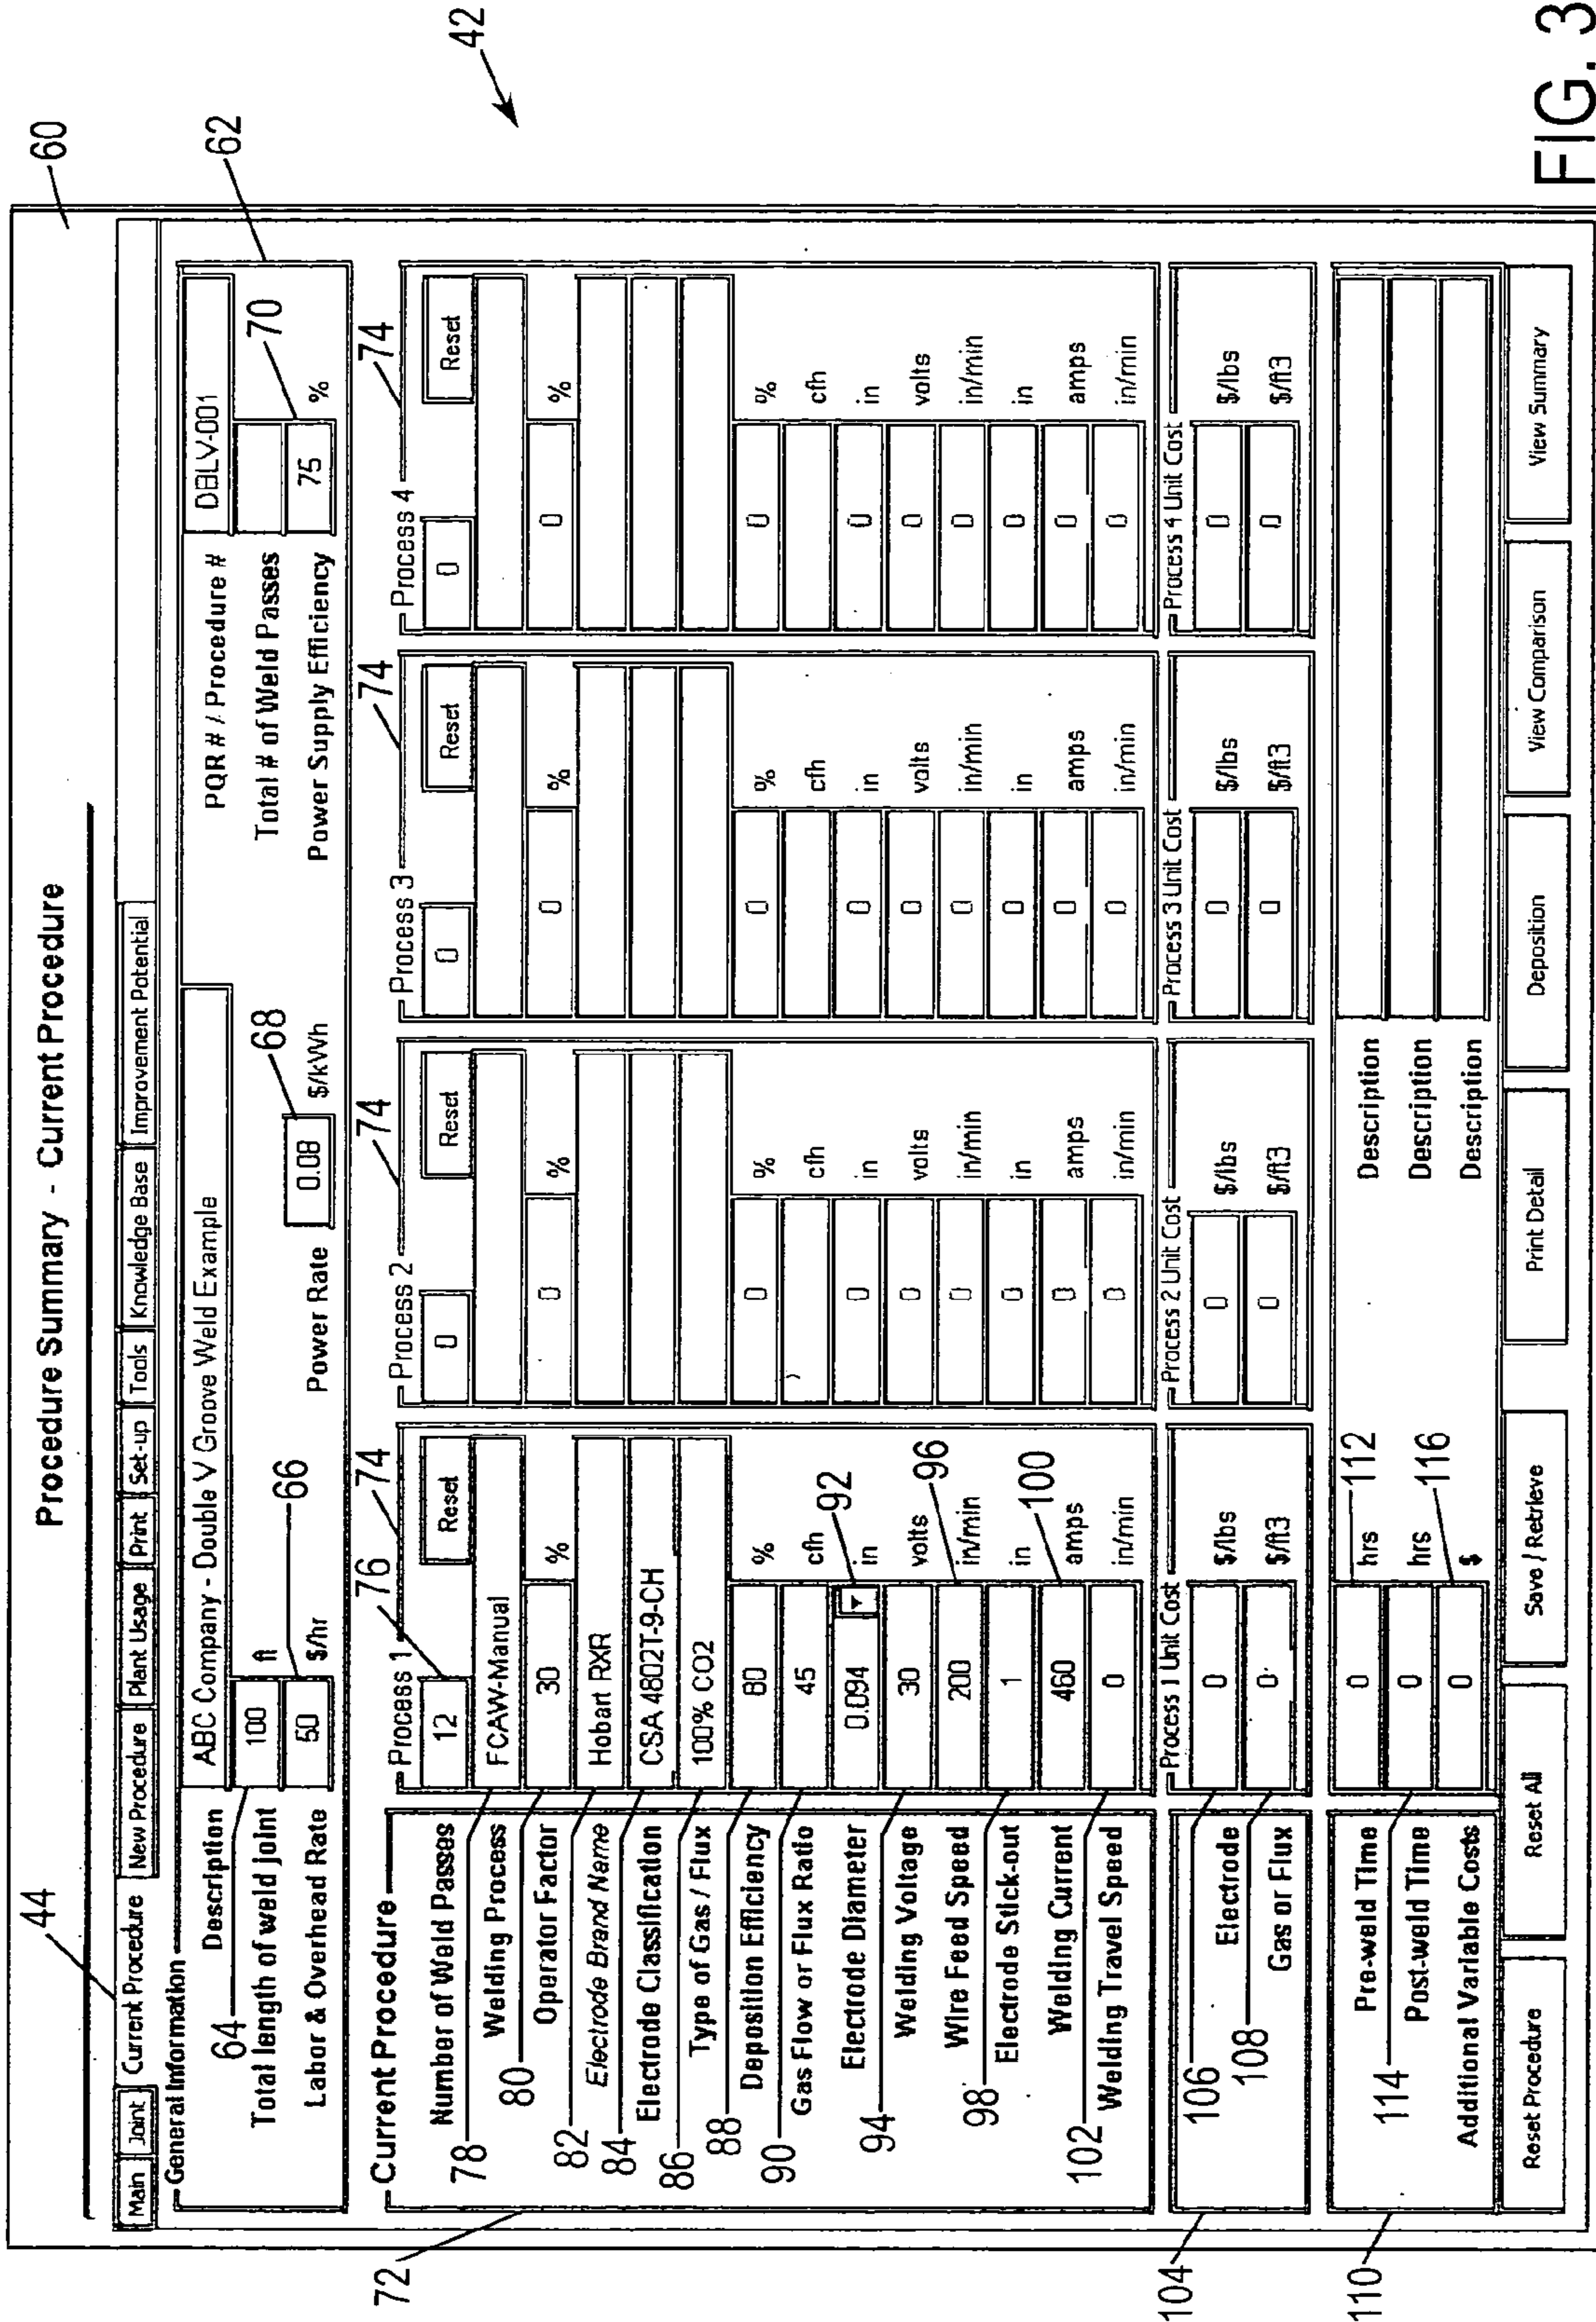 Procedure Summary - Current Procedure
60
44
Main Joint Current Procedure New Procedure Plant Usage Print Set-up Tools Knowledge Base Improvement Potential
General Information
62
Description ABC Company - Double V Groove Weld Example PQR # / Procedure # DBLV-001
64 Total length of weld joint 100 ft Total # of Weld Passes
Labor & Overhead Rate 50 $/hr 66 Power Rate 0.08 $/kWh 68 Power Supply Efficiency 75 % 70
42
72
Current Procedure Process 1 74 Process 2 74 Process 3 74 Process 4 74
76
Number of Weld Passes 12 Reset 0 Reset 0 Reset 0 Reset
78 Welding Process FCAW-Manual
80 Operator Factor 30 % 0 % 0 % 0 %
82 Electrode Brand Name Hobart RXR
84 Electrode Classification CSA 4802T-9-CH
86 Type of Gas / Flux 100% CO2
88 Deposition Efficiency 80 % 0 % 0 % 0 %
90 Gas Flow or Flux Ratio 45 cfh cfh cfh cfh
Electrode Diameter 0.094 in 92 0 in 0 in 0 in
94 Welding Voltage 30 volts 0 volts 0 volts 0 volts
Wire Feed Speed 200 in/min 96 0 in/min 0 in/min 0 in/min
98 Electrode Stick-out 1 in 0 in 0 in 0 in
Welding Current 460 amps 100 0 amps 0 amps 0 amps
102 Welding Travel Speed 0 in/min 0 in/min 0 in/min 0 in/min
104
Process 1 Unit Cost Process 2 Unit Cost Process 3 Unit Cost Process 4 Unit Cost
106 Electrode 0 $/lbs 0 $/lbs 0 $/lbs 0 $/lbs
108 Gas or Flux 0 $/ft3 0 $/ft3 0 $/ft3 0 $/ft3
110
Pre-weld Time 0 hrs 112 Description
114 Post-weld Time 0 hrs Description
Additional Variable Costs 0 $ 116 Description
Reset Procedure Reset All Save / Retrieve Print Detail Deposition View Comparison View Summary
FIG. 3